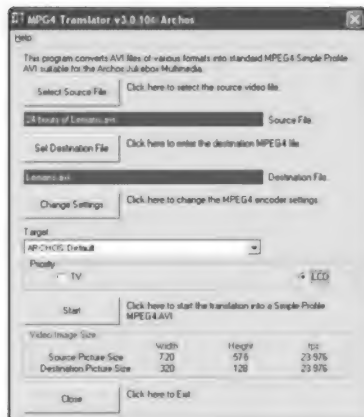 MPG4 Translator v3.0.10é Archos
Help
This program converts AVI files of various formats into standard MPEG4 Simple Profile
AVI suitable for the Archos Jukebox Multimedia.
Select Source File
Click here to select the source video file.
24 hours of Lemans.avi
Source File.
Set Destination File
Click here to enter the destination MPEG4 file.
Lemans.avi
Destination File.
Change Settings
Click here to change the MPEG4 encoder settings.
Target
ARCHOS Default
Priority
TV
LCD
Start
Click here to start the translation into a Simple Profile
MPEG4 AVI
Video Image Size
Width Height fps
Source Picture Size 720 576 23.976
Destination Picture Size 320 128 23.976
Close
Click here to Exit